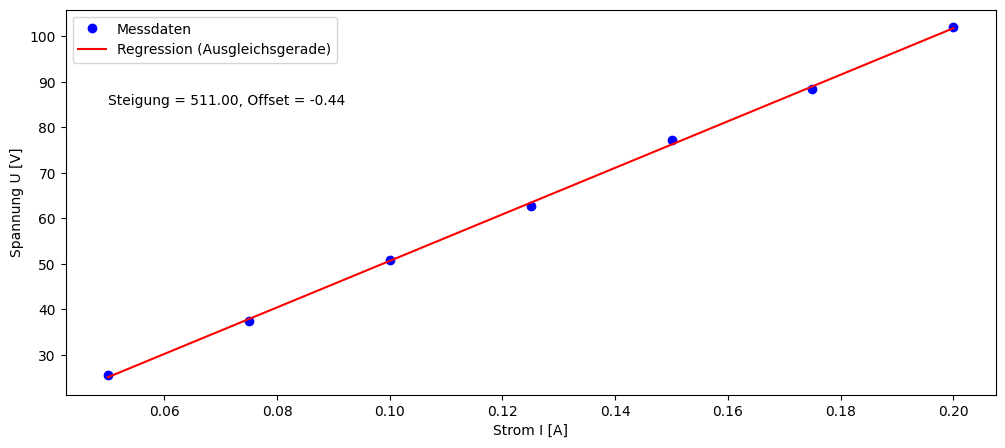 Messdaten
Regression (Ausgleichsgerade)
Steigung = 511.00, Offset = -0.44
100
90
80
70
60
50
40
30
Spannung U [V]
0.06 0.08 0.10 0.12 0.14 0.16 0.18 0.20
Strom I [A]